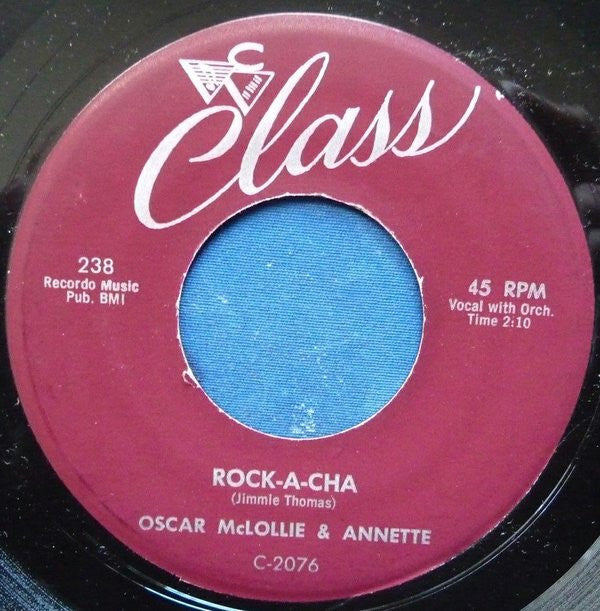 Class
238
Recordo Music
Pub. BMI
45 RPM
Vocal with Orch.
Time 2:10
ROCK-A-CHA
(Jimmie Thomas)
OSCAR McLOLLIE & ANNETTE
C-2076